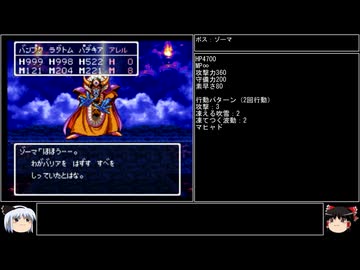 バンブク ラグトム パデキア アレル
H999 H998 H522 H 0
M121 M204 M221 M 8
ゾーマ「ほほう――。
わがバリアを はずす すべを
しっていたとはな。
ボス：ゾーマ
HP4700
MP∞
攻撃力360
守備力200
素早さ80
行動パターン（2回行動）
攻撃：3
凍える吹雪：2
凍てつく波動：2
マヒャド